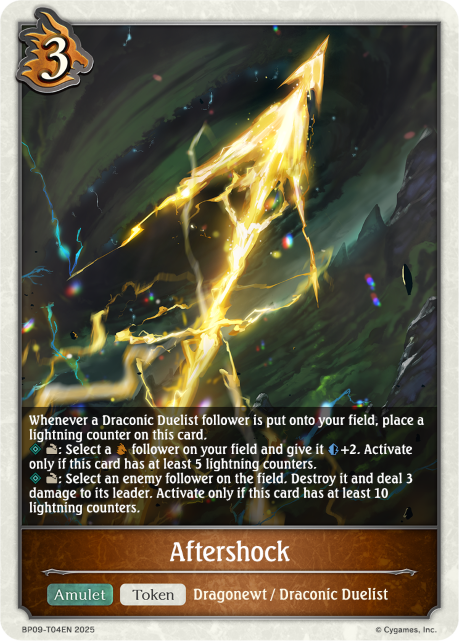 3
Whenever a Draconic Duelist follower is put onto your field, place a
lightning counter on this card.
: Select a follower on your field and give it +2. Activate
only if this card has at least 5 lightning counters.
: Select an enemy follower on the field. Destroy it and deal 3
damage to its leader. Activate only if this card has at least 10
lightning counters.
Aftershock
Amulet Token Dragonewt / Draconic Duelist
BP09-T04EN 2025 © Cygames, Inc.